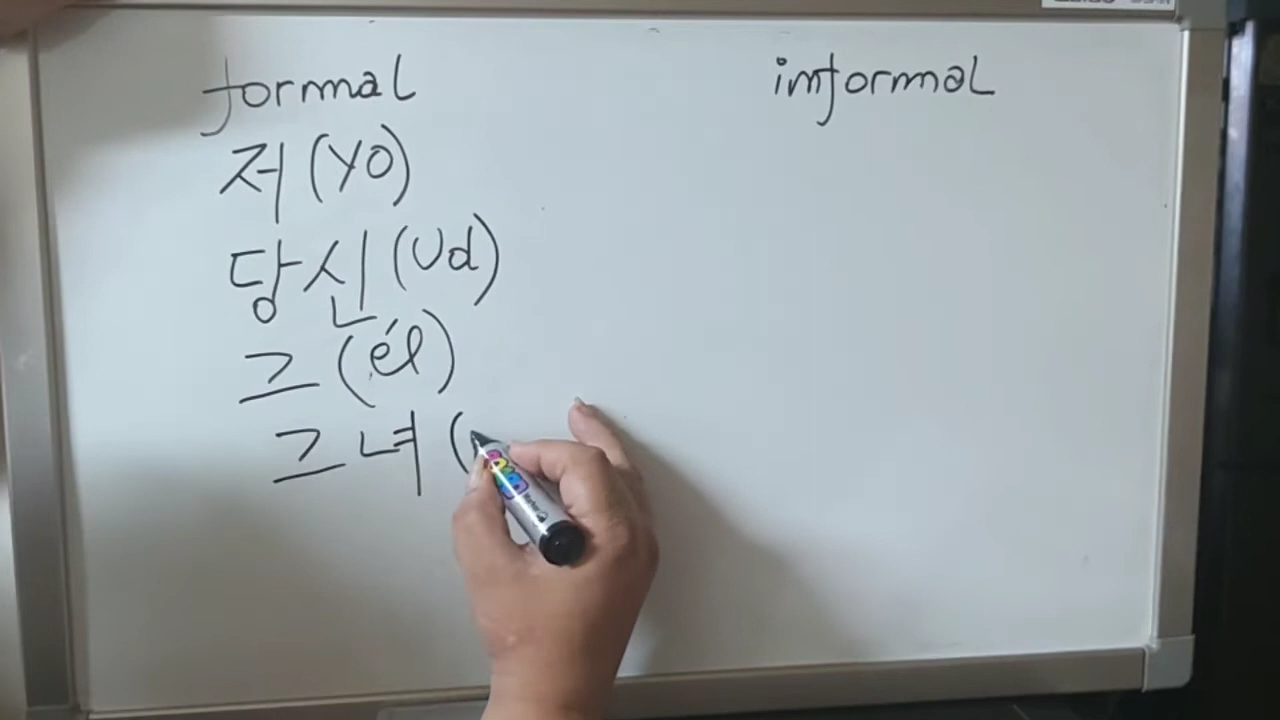 formal informal
저 (yo)
당신 (Ud)
그 (él)
그녀 (